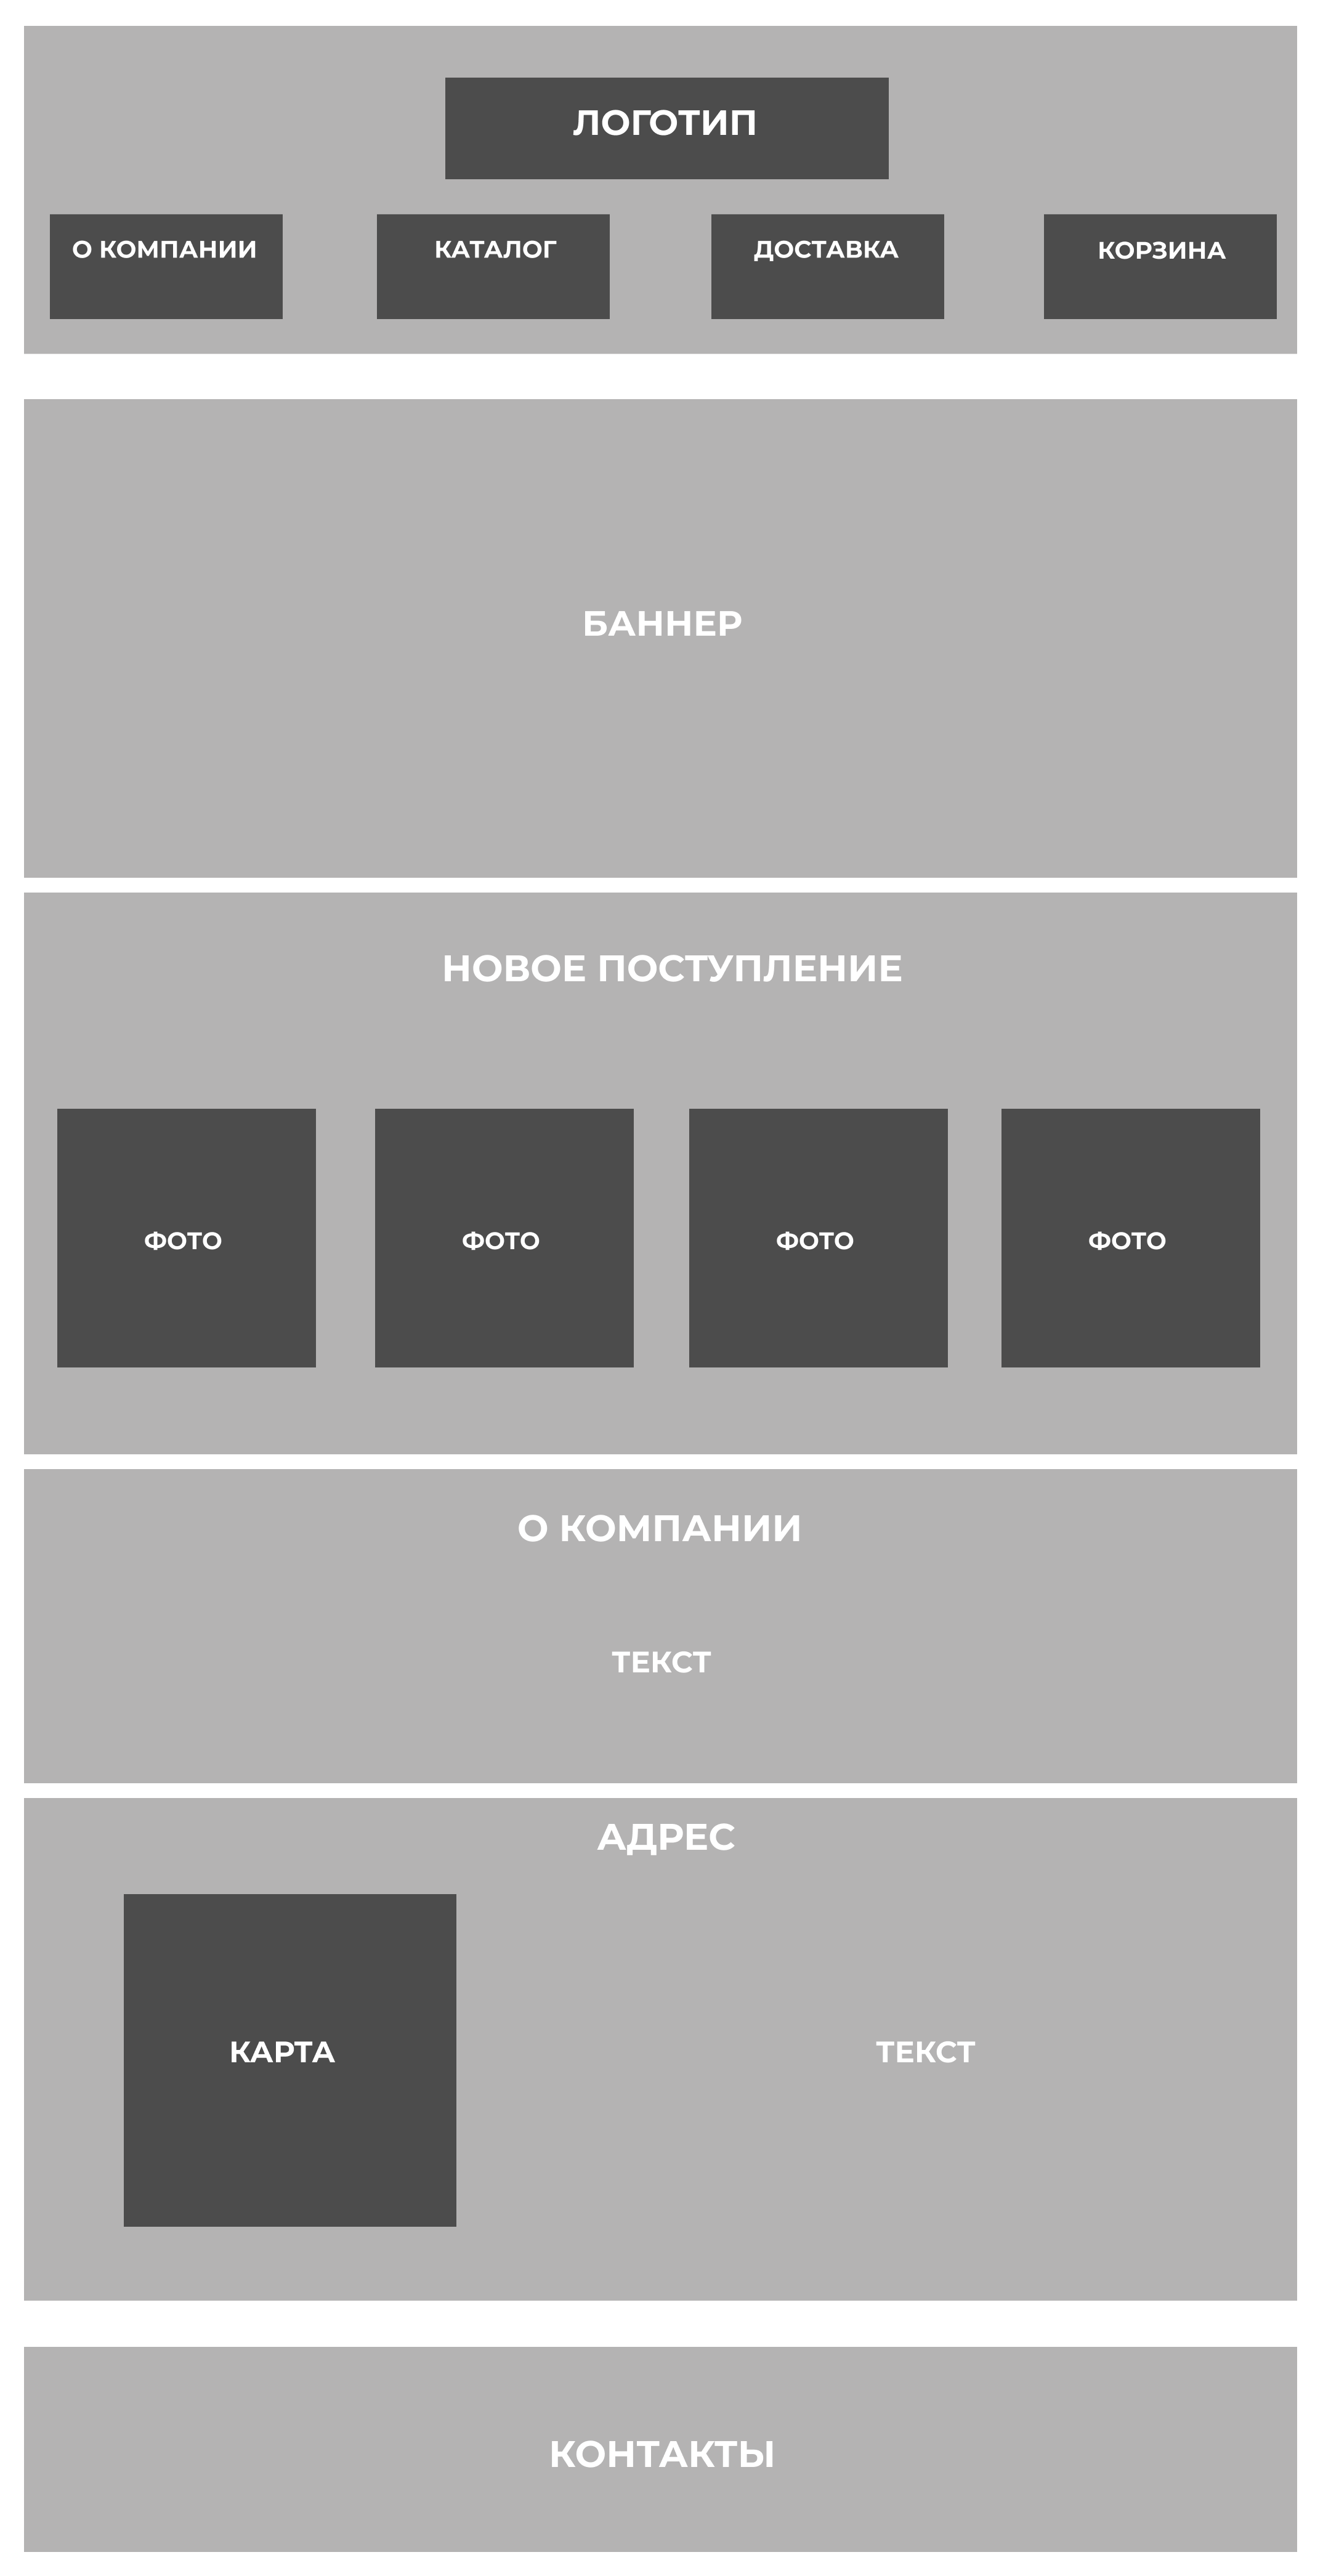 ЛОГОТИП
О КОМПАНИИ
КАТАЛОГ
ДОСТАВКА
КОРЗИНА
БАННЕР
НОВОЕ ПОСТУПЛЕНИЕ
ФОТО
ФОТО
ФОТО
ФОТО
О КОМПАНИИ
ТЕКСТ
АДРЕС
КАРТА
ТЕКСТ
КОНТАКТЫ